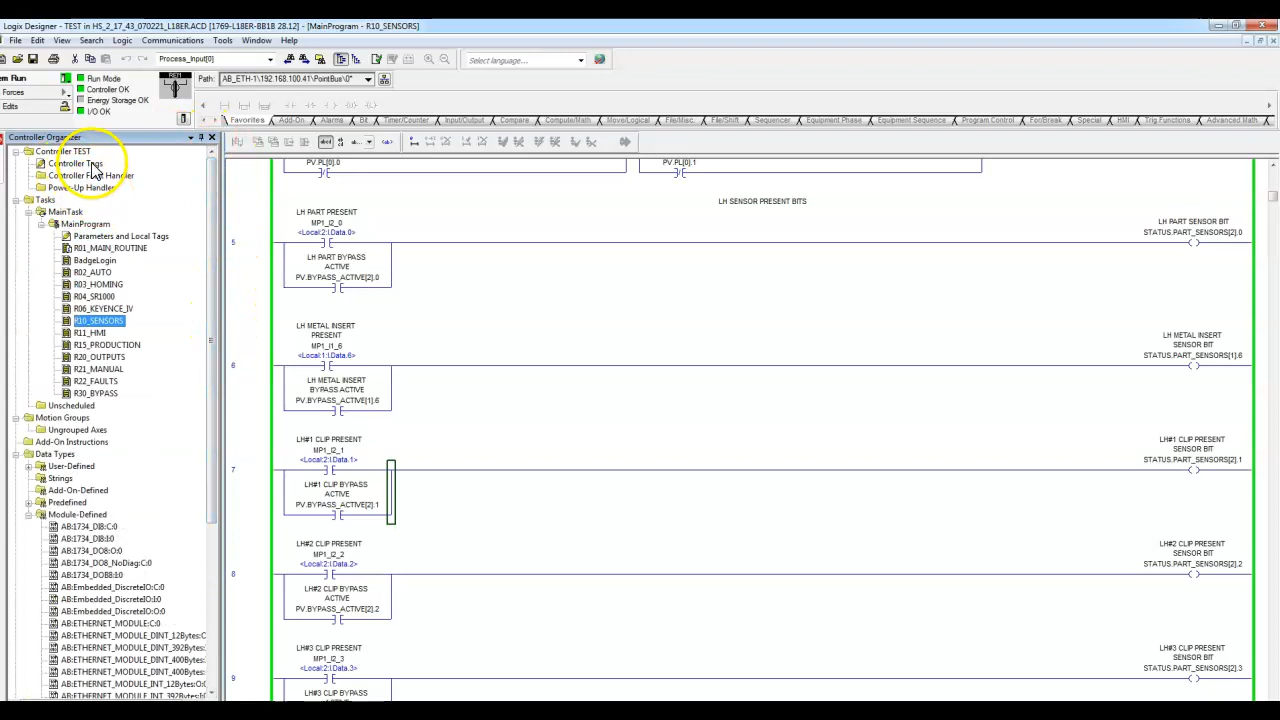 Logix Designer - TEST in HS_2_17_43_070221_L18ER.ACD [1769-L18ER-BB1B 28.12] - [MainProgram - R10_SENSORS]
File Edit View Search Logic Communications Tools Window Help
Process_Input[0] Select language...
em Run Run Mode
Controller OK
Energy Storage OK
I/O OK
Forces
Edits
REM
Path: AB_ETH-1\192.168.100.41\PointBus\0*
Favorites Add-On Alarms Bit Timer/Counter Input/Output Compare Compute/Math Move/Logical File/Misc. File/Shift Sequencer Equipment Phase Equipment Sequence Program Control For/Break Special HMI Trig Functions Advanced Math
Controller Organizer
Controller TEST
Controller Tags
Controller Fault Handler
Power-Up Handler
Tasks
MainTask
MainProgram
Parameters and Local Tags
R01_MAIN_ROUTINE
BadgeLogin
R02_AUTO
R03_HOMING
R04_SR1000
R06_KEYENCE_IV
R10_SENSORS
R11_HMI
R15_PRODUCTION
R20_OUTPUTS
R21_MANUAL
R22_FAULTS
R30_BYPASS
Unscheduled
Motion Groups
Ungrouped Axes
Add-On Instructions
Data Types
User-Defined
Strings
Add-On-Defined
Predefined
Module-Defined
AB:1734_DI8:C:0
AB:1734_DI8:I:0
AB:1734_DO8:O:0
AB:1734_DO8_NoDiag:C:0
AB:1734_DOB8:I:0
AB:Embedded_DiscreteIO:C:0
AB:Embedded_DiscreteIO:I:0
AB:Embedded_DiscreteIO:O:0
AB:ETHERNET_MODULE:C:0
AB:ETHERNET_MODULE_DINT_12Bytes:C
AB:ETHERNET_MODULE_DINT_392Bytes:I
AB:ETHERNET_MODULE_DINT_400Bytes:
AB:ETHERNET_MODULE_DINT_400Bytes:
AB:ETHERNET_MODULE_INT_12Bytes:O
AB:ETHERNET_MODULE_INT_392Bytes:I:
PV.PL[0].0 PV.PL[0].1
LH SENSOR PRESENT BITS
5
LH PART PRESENT
MP1_I2_0
<Local:2:I.Data.0>
LH PART BYPASS
ACTIVE
PV.BYPASS_ACTIVE[2].0
LH PART SENSOR BIT
STATUS.PART_SENSORS[2].0
6
LH METAL INSERT
PRESENT
MP1_I1_6
<Local:1:I.Data.6>
LH METAL INSERT
BYPASS ACTIVE
PV.BYPASS_ACTIVE[1].6
LH METAL INSERT
SENSOR BIT
STATUS.PART_SENSORS[1].6
7
LH#1 CLIP PRESENT
MP1_I2_1
<Local:2:I.Data.1>
LH#1 CLIP BYPASS
ACTIVE
PV.BYPASS_ACTIVE[2].1
LH#1 CLIP PRESENT
SENSOR BIT
STATUS.PART_SENSORS[2].1
8
LH#2 CLIP PRESENT
MP1_I2_2
<Local:2:I.Data.2>
LH#2 CLIP BYPASS
ACTIVE
PV.BYPASS_ACTIVE[2].2
LH#2 CLIP PRESENT
SENSOR BIT
STATUS.PART_SENSORS[2].2
9
LH#3 CLIP PRESENT
MP1_I2_3
<Local:2:I.Data.3>
LH#3 CLIP BYPASS
LH#3 CLIP PRESENT
SENSOR BIT
STATUS.PART_SENSORS[2].3